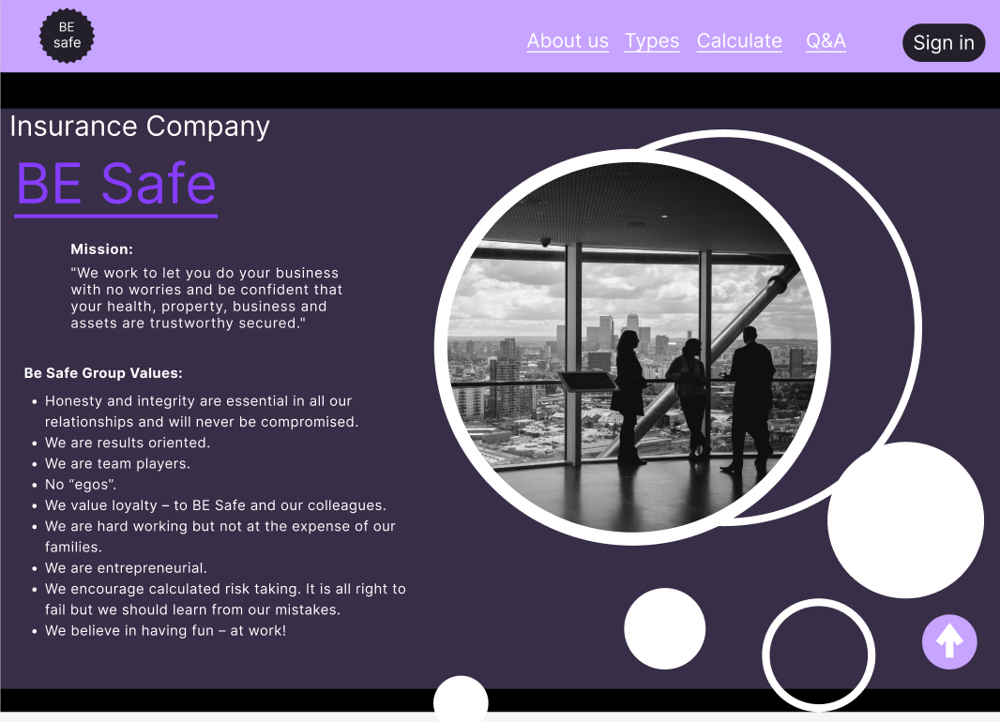 BE
safe
About us Types Calculate Q&A Sign in
Insurance Company
BE Safe
Mission:
"We work to let you do your business
with no worries and be confident that
your health, property, business and
assets are trustworthy secured."
Be Safe Group Values:
• Honesty and integrity are essential in all our
relationships and will never be compromised.
• We are results oriented.
• We are team players.
• No “egos”.
• We value loyalty – to BE Safe and our colleagues.
• We are hard working but not at the expense of our
families.
• We are entrepreneurial.
• We encourage calculated risk taking. It is all right to
fail but we should learn from our mistakes.
• We believe in having fun – at work!